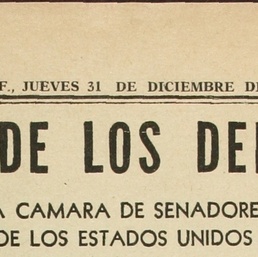 F., JUEVES 31 DE DICIEMBRE DE
DE LOS DE
A CAMARA DE SENADORE
DE LOS ESTADOS UNIDOS